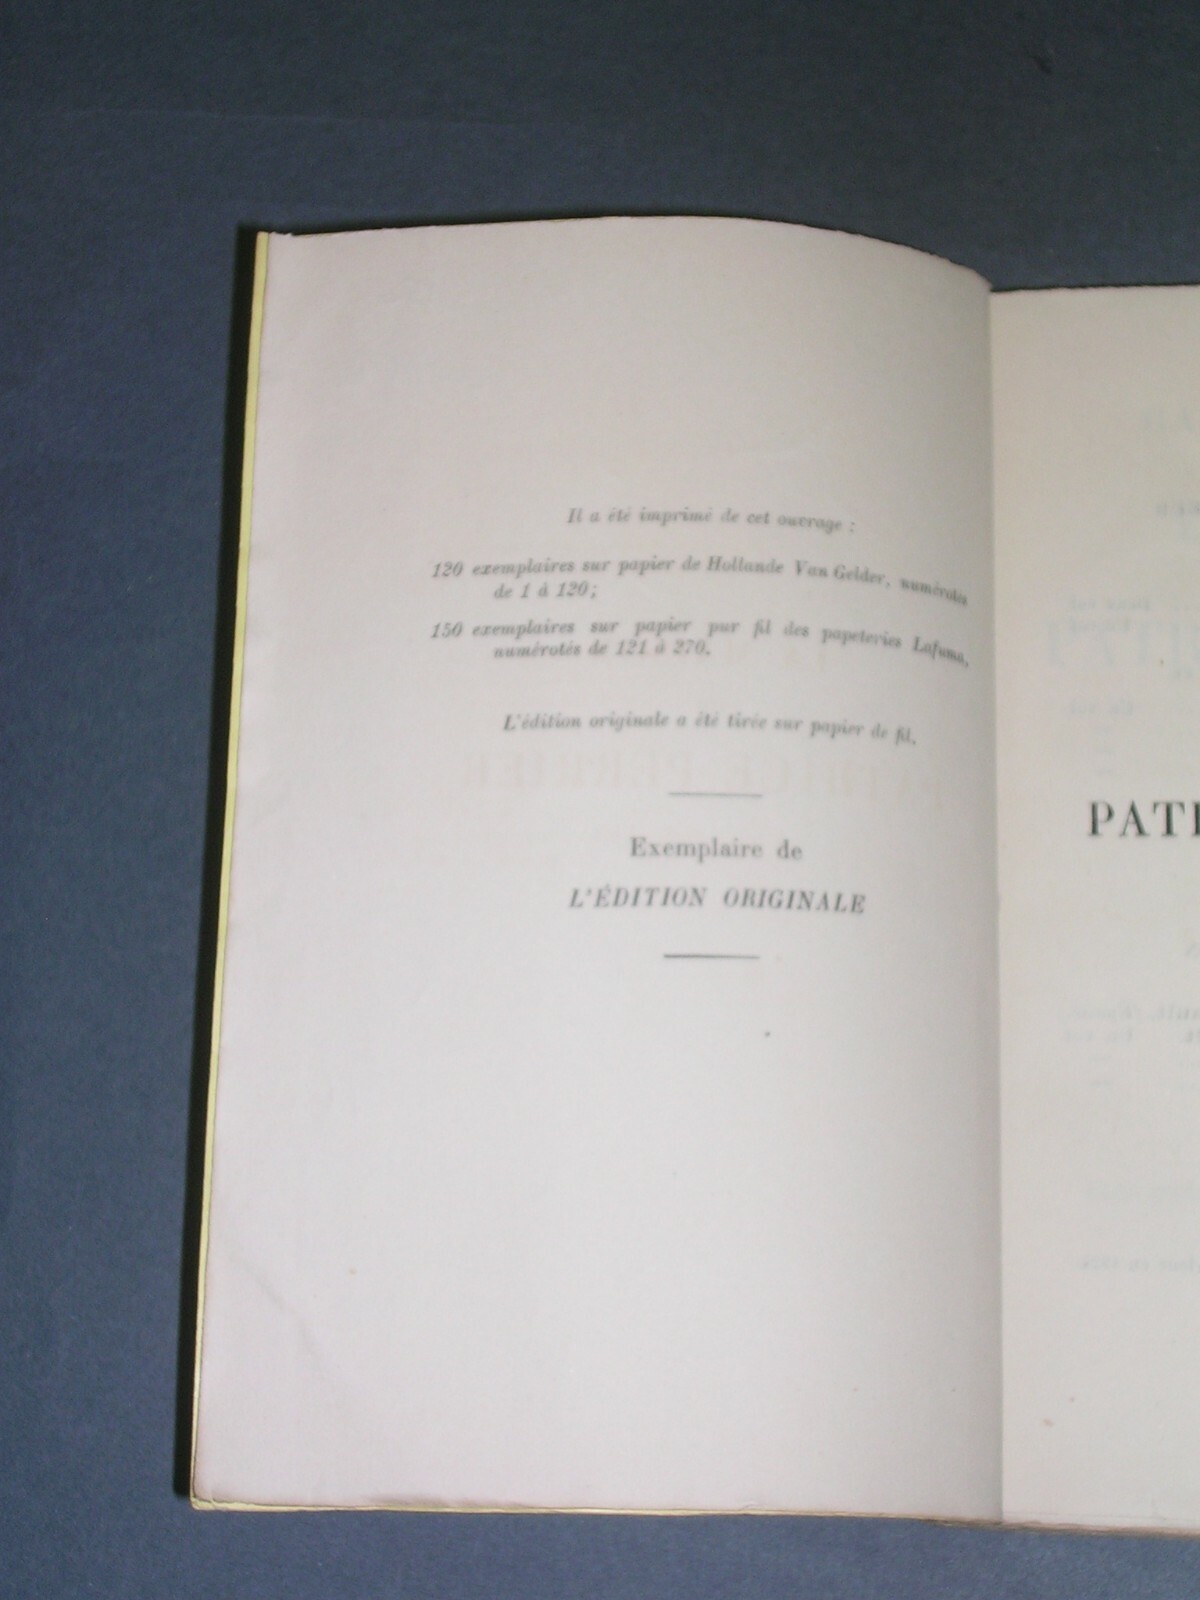 Il a été imprimé de cet ouvrage :
120 exemplaires sur papier de Hollande Van Gelder, numérotés
de 1 à 120;
150 exemplaires sur papier pur fil des papeteries Lafuma,
numérotés de 121 à 270.
L'édition originale a été tirée sur papier de fil.
Exemplaire de
L'ÉDITION ORIGINALE
PATR